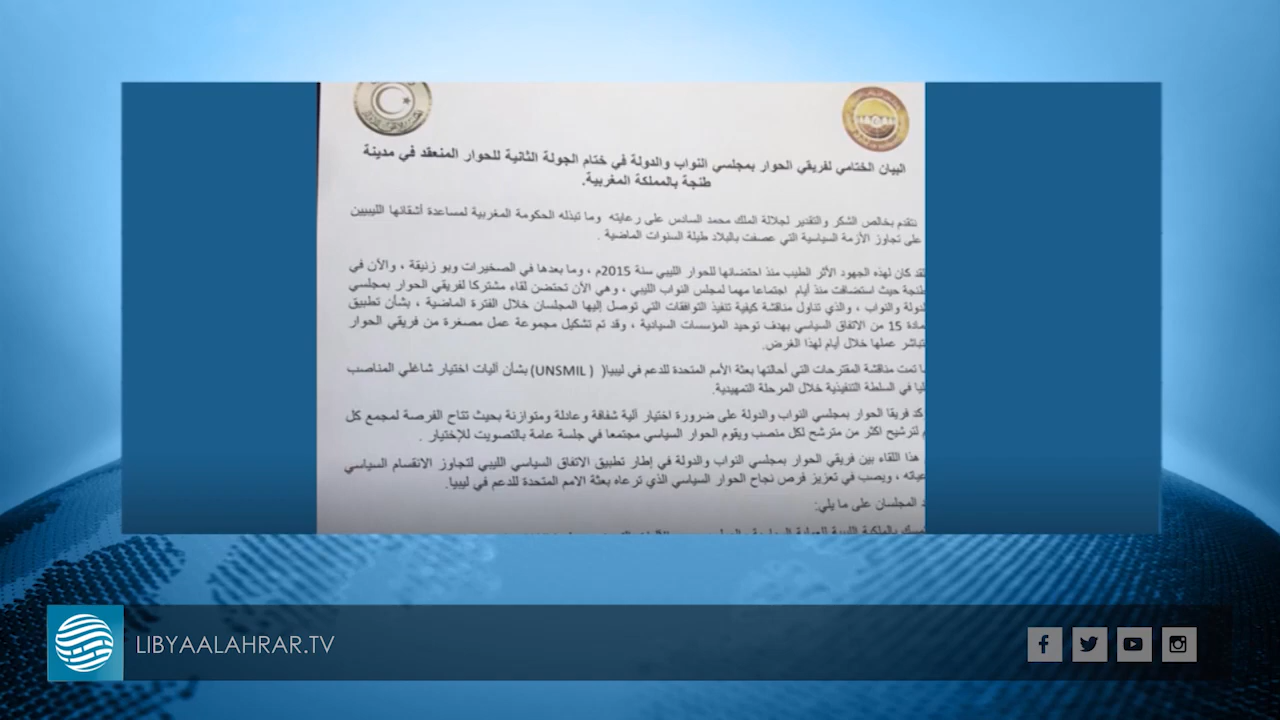 البيان الختامي لفريقي الحوار بمجلسي النواب والدولة في ختام الجولة الثانية للحوار المنعقد في مدينة
طنجة بالمملكة المغربية.
نتقدم بخالص الشكر والتقدير لجلالة الملك محمد السادس على رعايته وما تبذله الحكومة المغربية لمساعدة أشقائها الليبيين
على تجاوز الأزمة السياسية التي عصفت بالبلاد طيلة السنوات الماضية .
كان لهذه الجهود الأثر الطيب منذ احتضانها للحوار الليبي سنة 2015م ، وما بعدها في الصخيرات وبو زنيقة ، والآن في
طنجة حيث استضافت منذ أيام اجتماعا مهما لمجلس النواب الليبي ، وهي الآن تحتضن لقاء مشتركا لفريقي الحوار بمجلسي
دولة والنواب ، والذي تناول مناقشة كيفية تنفيذ التوافقات التي توصل إليها المجلسان خلال الفترة الماضية ، بشأن تطبيق
مادة 15 من الاتفاق السياسي بهدف توحيد المؤسسات السيادية ، وقد تم تشكيل مجموعة عمل مصغرة من فريقي الحوار
تباشر عملها خلال أيام لهذا الغرض.
تمت مناقشة المقترحات التي أحالتها بعثة الأمم المتحدة للدعم في ليبيا( ( UNSMIL) بشأن آليات اختيار شاغلي المناصب
في السلطة التنفيذية خلال المرحلة التمهيدية.
كد فريقا الحوار بمجلسي النواب والدولة على ضرورة اختيار آلية شفافة وعادلة ومتوازنة بحيث تتاح الفرصة لمجمع كل
لترشيح اكثر من مترشح لكل منصب ويقوم الحوار السياسي مجتمعا في جلسة عامة بالتصويت للإختيار .
هذا اللقاء بين فريقي الحوار بمجلسي النواب والدولة في إطار تطبيق الاتفاق السياسي الليبي لتجاوز الانقسام السياسي
عياته ، ويصب في تعزيز فرص نجاح الحوار السياسي الذي ترعاه بعثة الامم المتحدة للدعم في ليبيا.
د المجلسان على ما يلي:
بالملكية الليبية
LIBYAALAHRAR.TV